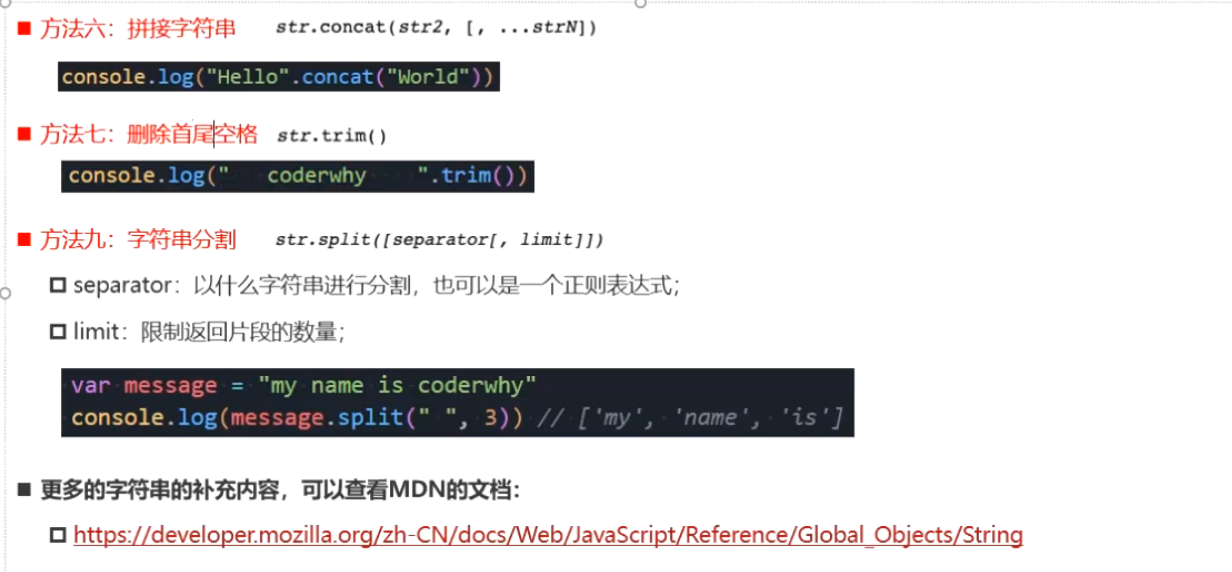 方法六：拼接字符串 str.concat(str2, [, ...strN])
console.log("Hello".concat("World"))
方法七：删除首尾空格 str.trim()
console.log("   coderwhy    ".trim())
方法九：字符串分割 str.split([separator[, limit]])
separator：以什么字符串进行分割，也可以是一个正则表达式；
limit：限制返回片段的数量；
var message = "my name is coderwhy"
console.log(message.split(" ", 3)) // ['my', 'name', 'is']
更多的字符串的补充内容，可以查看MDN的文档：
https://developer.mozilla.org/zh-CN/docs/Web/JavaScript/Reference/Global_Objects/String